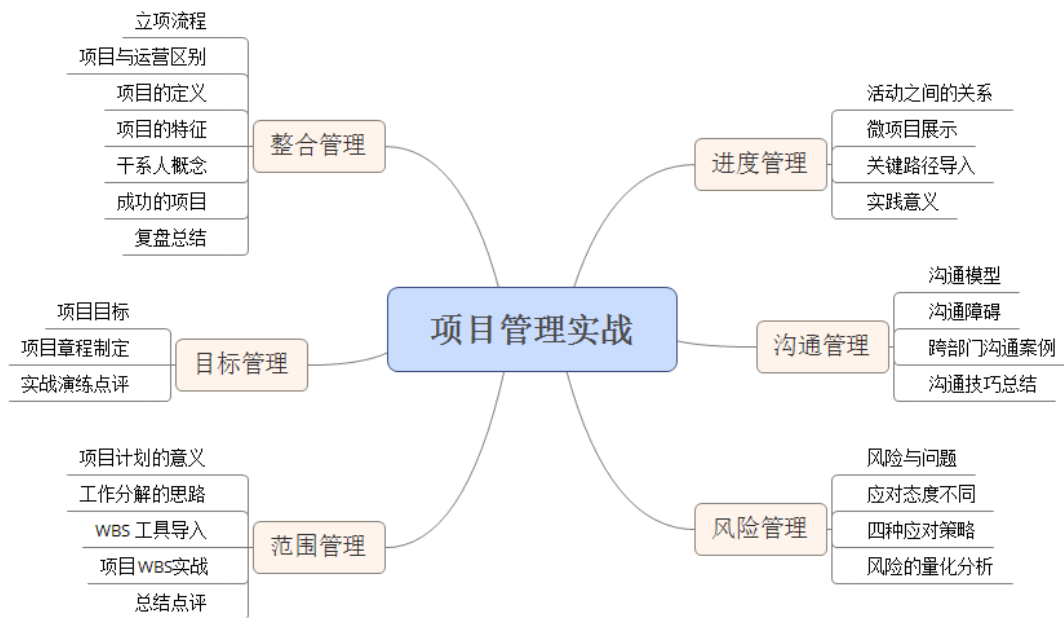 项目管理实战
整合管理
立项流程
项目与运营区别
项目的定义
项目的特征
干系人概念
成功的项目
复盘总结
目标管理
项目目标
项目章程制定
实战演练点评
范围管理
项目计划的意义
工作分解的思路
WBS 工具导入
项目WBS实战
总结点评
进度管理
活动之间的关系
微项目展示
关键路径导入
实践意义
沟通管理
沟通模型
沟通障碍
跨部门沟通案例
沟通技巧总结
风险管理
风险与问题
应对态度不同
四种应对策略
风险的量化分析